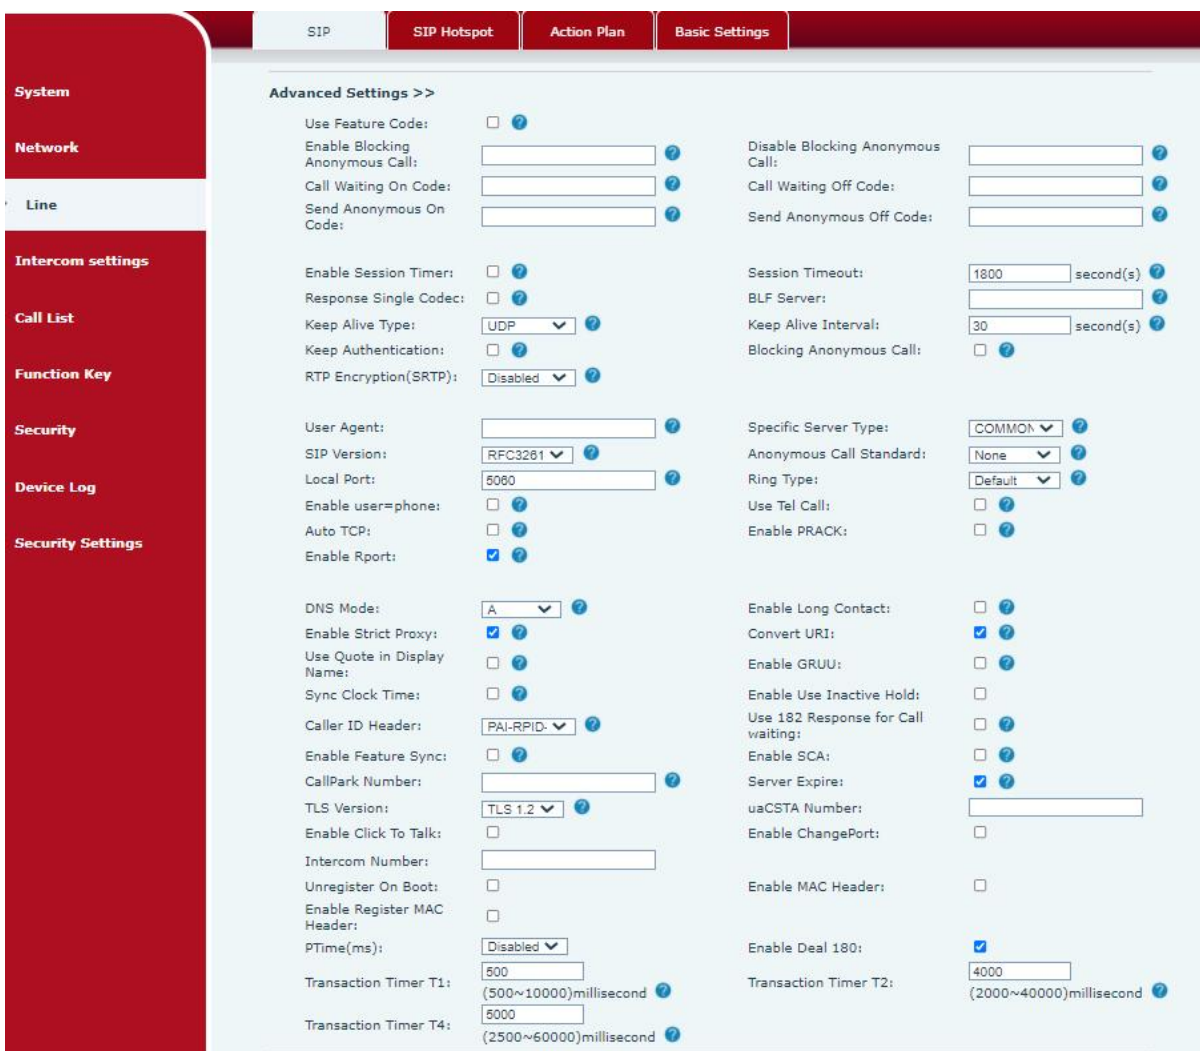 SIP
SIP Hotspot
Action Plan
Basic Settings
System
Network
Line
Intercom settings
Call List
Function Key
Security
Device Log
Security Settings
Advanced Settings >>
Use Feature Code:
Enable Blocking
Anonymous Call:
Disable Blocking Anonymous
Call:
Call Waiting On Code:
Call Waiting Off Code:
Send Anonymous On
Code:
Send Anonymous Off Code:
Enable Session Timer:
Session Timeout: 1800 second(s)
Response Single Codec:
BLF Server:
Keep Alive Type: UDP
Keep Alive Interval: 30 second(s)
Keep Authentication:
Blocking Anonymous Call:
RTP Encryption(SRTP): Disabled
User Agent:
Specific Server Type: COMMON
SIP Version: RFC3261
Anonymous Call Standard: None
Local Port: 5060
Ring Type: Default
Enable user=phone:
Use Tel Call:
Auto TCP:
Enable PRACK:
Enable Rport:
DNS Mode: A
Enable Long Contact:
Enable Strict Proxy:
Convert URI:
Use Quote in Display
Name:
Enable GRUU:
Sync Clock Time:
Enable Use Inactive Hold:
Caller ID Header: PAI-RPID-
Use 182 Response for Call
waiting:
Enable Feature Sync:
Enable SCA:
CallPark Number:
Server Expire:
TLS Version: TLS 1.2
uaCSTA Number:
Enable Click To Talk:
Enable ChangePort:
Intercom Number:
Unregister On Boot:
Enable MAC Header:
Enable Register MAC
Header:
PTime(ms): Disabled
Enable Deal 180:
Transaction Timer T1: 500
(500~10000)millisecond
Transaction Timer T2: 4000
(2000~40000)millisecond
Transaction Timer T4: 5000
(2500~60000)millisecond